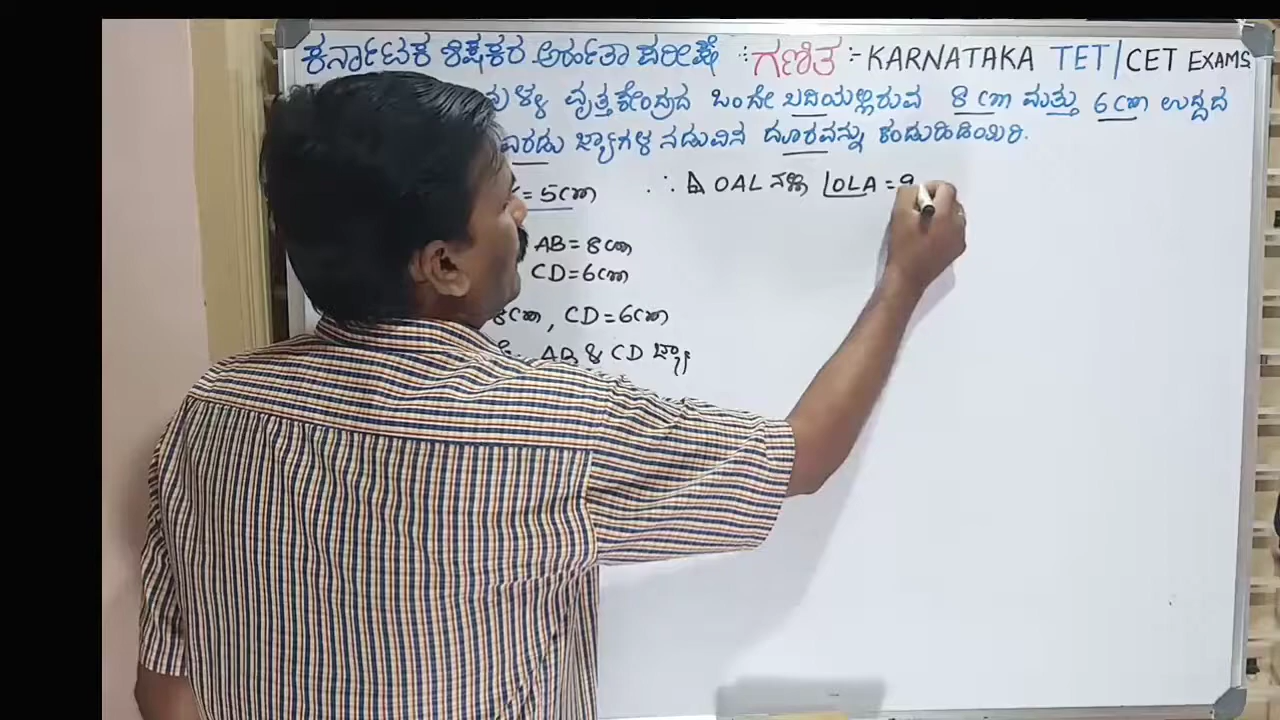 ಕರ್ನಾಟಕ ಶಿಕ್ಷಕರ ಅರ್ಹತಾ ಪರೀಕ್ಷೆ :- ಗಣಿತ :- KARNATAKA TET/CET EXAMS
ವೃತ್ತಕೇಂದ್ರದ ಒಂದೇ ಬದಿಯಲ್ಲಿರುವ 8 cm ಮತ್ತು 6 cm ಉದ್ದದ
ಎರಡು ಜ್ಯಾಗಳ ನಡುವಿನ ದೂರವನ್ನು ಕಂಡುಹಿಡಿಯಿರಿ.
= 5cm
AB = 8cm
CD = 6cm
8cm, CD = 6cm
AB & CD ಜ್ಯಾ
∴ ⊿ OAL ನಲ್ಲಿ ∠OLA = 9